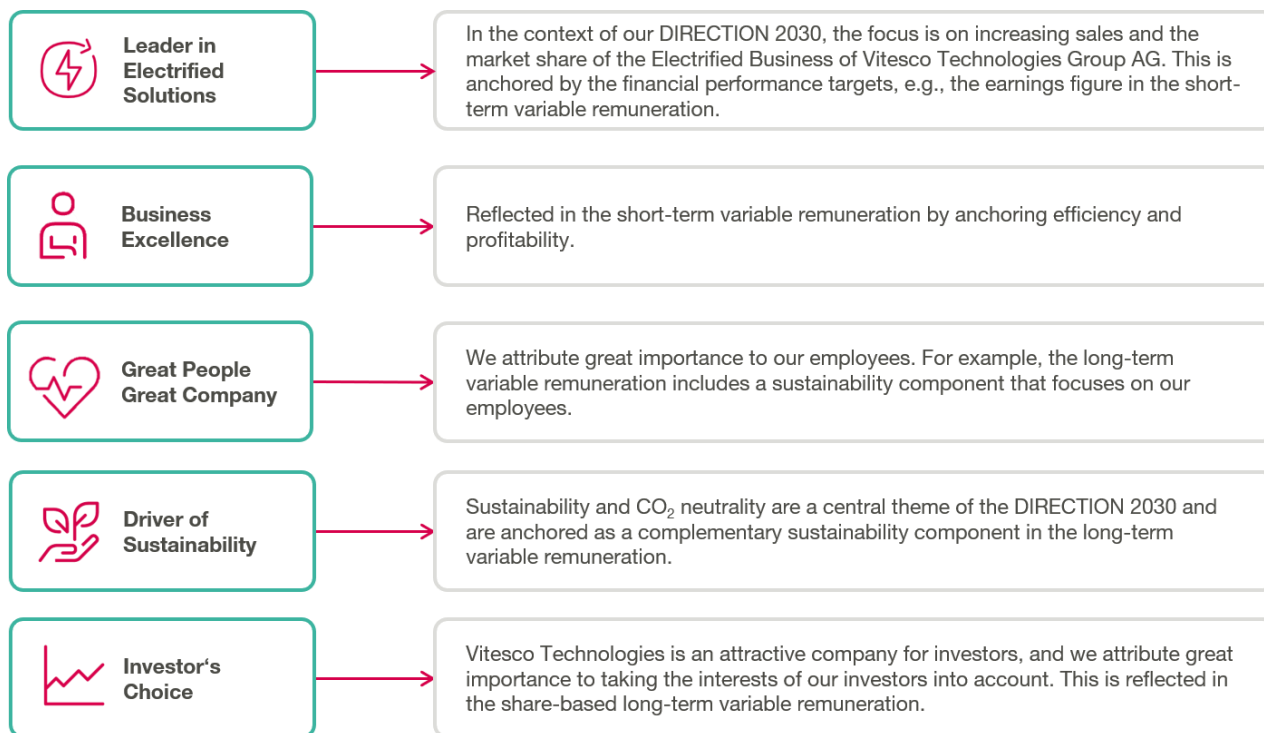 Leader in
Electrified
Solutions
In the context of our DIRECTION 2030, the focus is on increasing sales and the
market share of the Electrified Business of Vitesco Technologies Group AG. This is
anchored by the financial performance targets, e.g., the earnings figure in the short-
term variable remuneration.
Business
Excellence
Reflected in the short-term variable remuneration by anchoring efficiency and
profitability.
Great People
Great Company
We attribute great importance to our employees. For example, the long-term
variable remuneration includes a sustainability component that focuses on our
employees.
Driver of
Sustainability
Sustainability and CO₂ neutrality are a central theme of the DIRECTION 2030 and
are anchored as a complementary sustainability component in the long-term
variable remuneration.
Investor‘s
Choice
Vitesco Technologies is an attractive company for investors, and we attribute great
importance to taking the interests of our investors into account. This is reflected in
the share-based long-term variable remuneration.